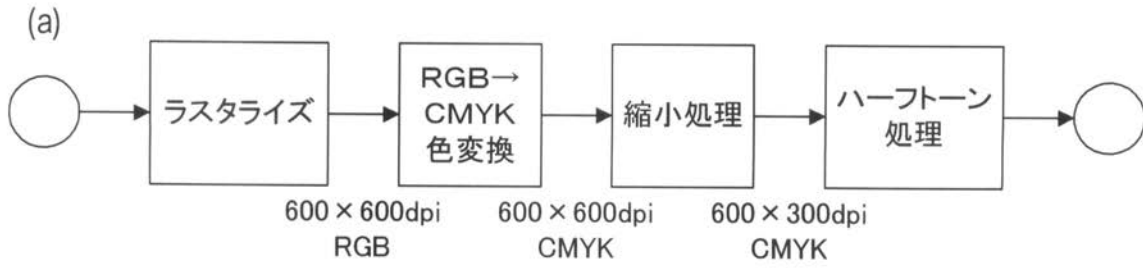 (a)
ラスタライズ
RGB→
CMYK
色変換
縮小処理
ハーフトーン
処理
600×600dpi
RGB
600×600dpi
CMYK
600×300dpi
CMYK